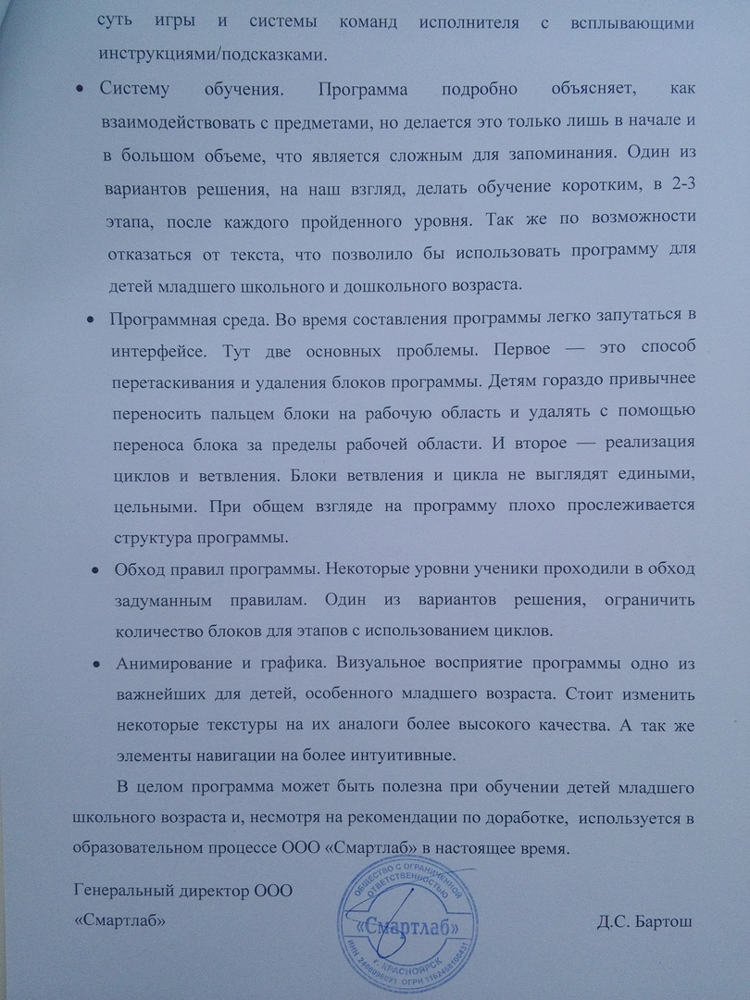 суть игры и системы команд исполнителя с всплывающими
инструкциями/подсказками.
• Систему обучения. Программа подробно объясняет, как
взаимодействовать с предметами, но делается это только лишь в начале и
в большом объеме, что является сложным для запоминания. Один из
вариантов решения, на наш взгляд, делать обучение коротким, в 2-3
этапа, после каждого пройденного уровня. Так же по возможности
отказаться от текста, что позволило бы использовать программу для
детей младшего школьного и дошкольного возраста.
• Программная среда. Во время составления программы легко запутаться в
интерфейсе. Тут две основных проблемы. Первое — это способ
перетаскивания и удаления блоков программы. Детям гораздо привычнее
переносить пальцем блоки на рабочую область и удалять с помощью
переноса блока за пределы рабочей области. И второе — реализация
циклов и ветвления. Блоки ветвления и цикла не выглядят едиными,
цельными. При общем взгляде на программу плохо прослеживается
структура программы.
• Обход правил программы. Некоторые уровни ученики проходили в обход
задуманным правилам. Один из вариантов решения, ограничить
количество блоков для этапов с использованием циклов.
• Анимирование и графика. Визуальное восприятие программы одно из
важнейших для детей, особенного младшего возраста. Стоит изменить
некоторые текстуры на их аналоги более высокого качества. А так же
элементы навигации на более интуитивные.
В целом программа может быть полезна при обучении детей младшего
школьного возраста и, несмотря на рекомендации по доработке, используется в
образовательном процессе ООО «Смартлаб» в настоящее время.
Генеральный директор ООО
«Смартлаб»
Д.С. Бартош
ОБЩЕСТВО С ОГРАНИЧЕННОЙ
ОТВЕТСТВЕННОСТЬЮ
«Смартлаб»
г. КРАСНОЯРСК
ИНН ОГРН